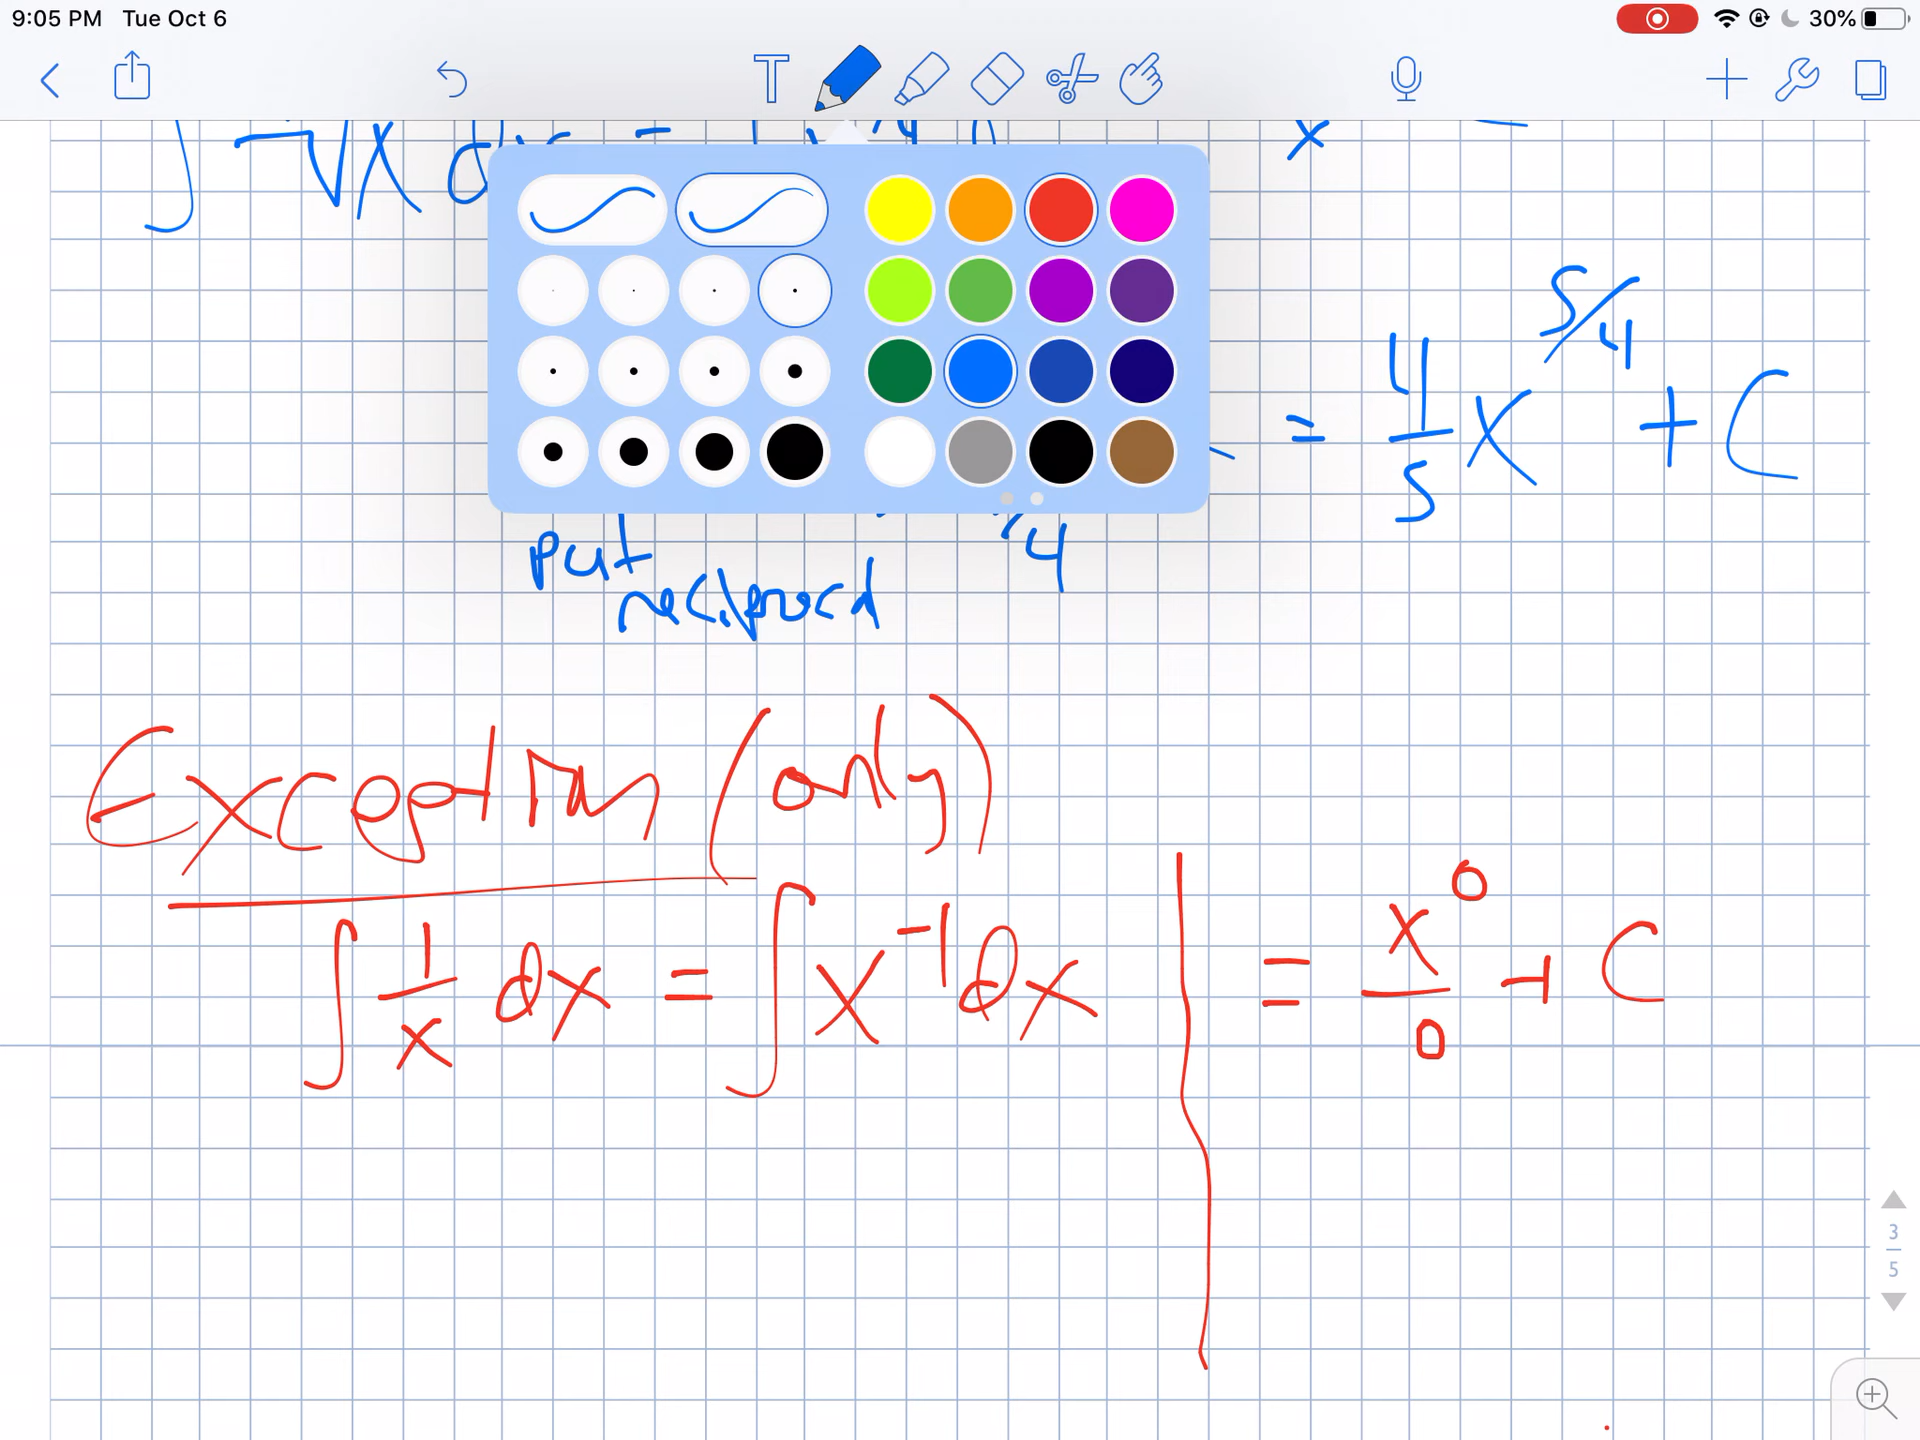 9:05 PM Tue Oct 6 30%
T
∜x dx =
x
= 4/5 x^5/4 + C
/4
put
reciprocal
Exception (only)
∫ 1/x dx = ∫ x^-1 dx = x^0/0 + C
3
5